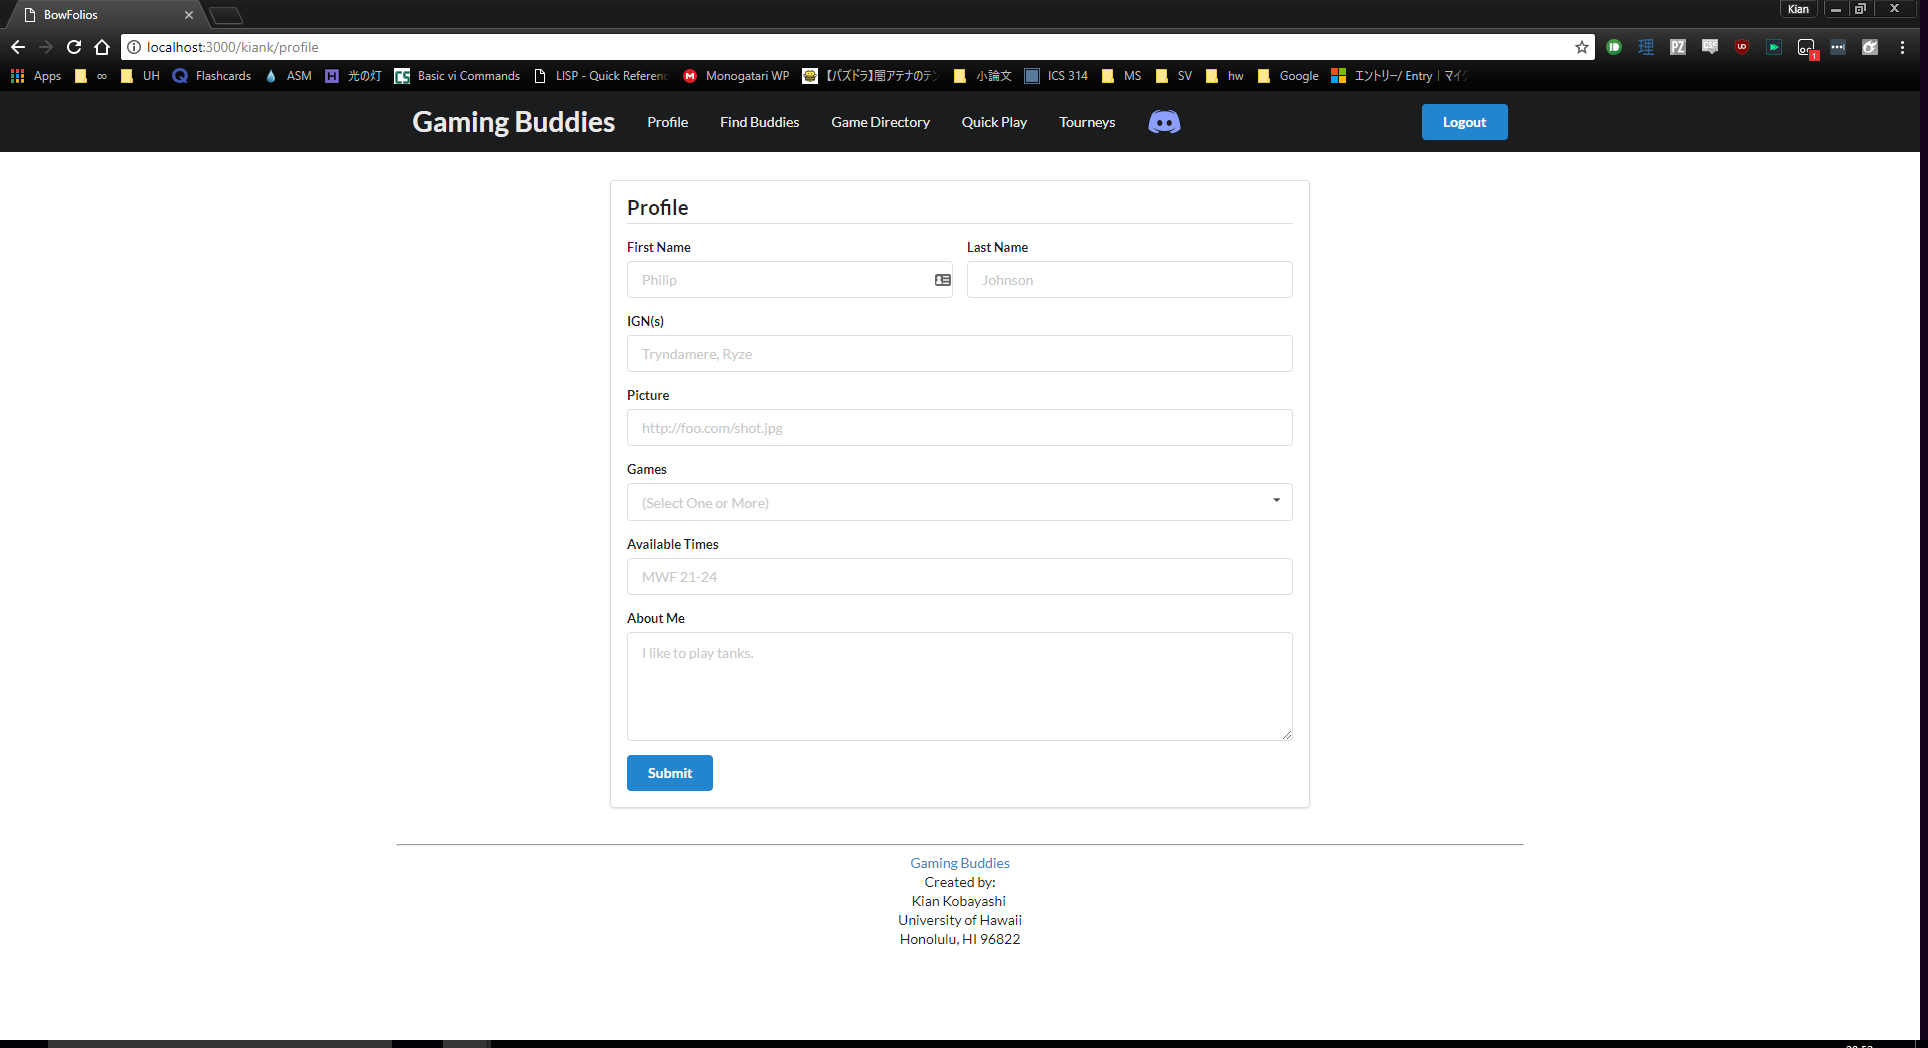 BowFolios
Kian
localhost:3000/kiank/profile
Apps ∞ UH Flashcards ASM 光の灯 Basic vi Commands LISP - Quick Referenc Monogatari WP 【パズドラ】闇アテナのテン 小論文 ICS 314 MS SV hw Google エントリー/ Entry | マイ
Gaming Buddies Profile Find Buddies Game Directory Quick Play Tourneys Logout
Profile
First Name Last Name
Philip Johnson
IGN(s)
Tryndamere, Ryze
Picture
http://foo.com/shot.jpg
Games
(Select One or More)
Available Times
MWF 21-24
About Me
I like to play tanks.
Submit
Gaming Buddies
Created by:
Kian Kobayashi
University of Hawaii
Honolulu, HI 96822